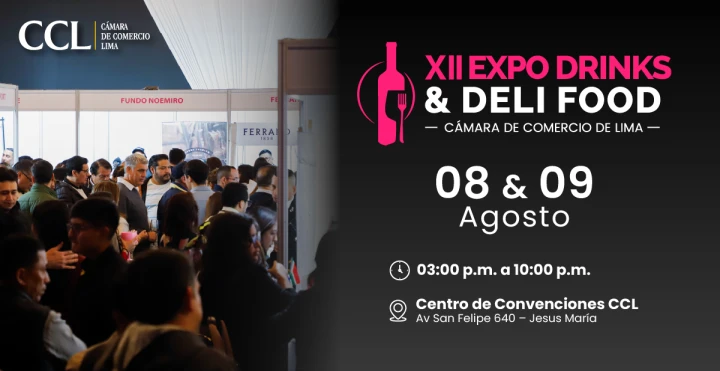 CCL CÁMARA
DE COMERCIO
LIMA
FUNDO NOEMIRO
FERRAND
XII EXPO DRINKS
& DELI FOOD
— CÁMARA DE COMERCIO DE LIMA —
08 & 09
Agosto
03:00 p.m. a 10:00 p.m.
Centro de Convenciones CCL
Av San Felipe 640 – Jesus María